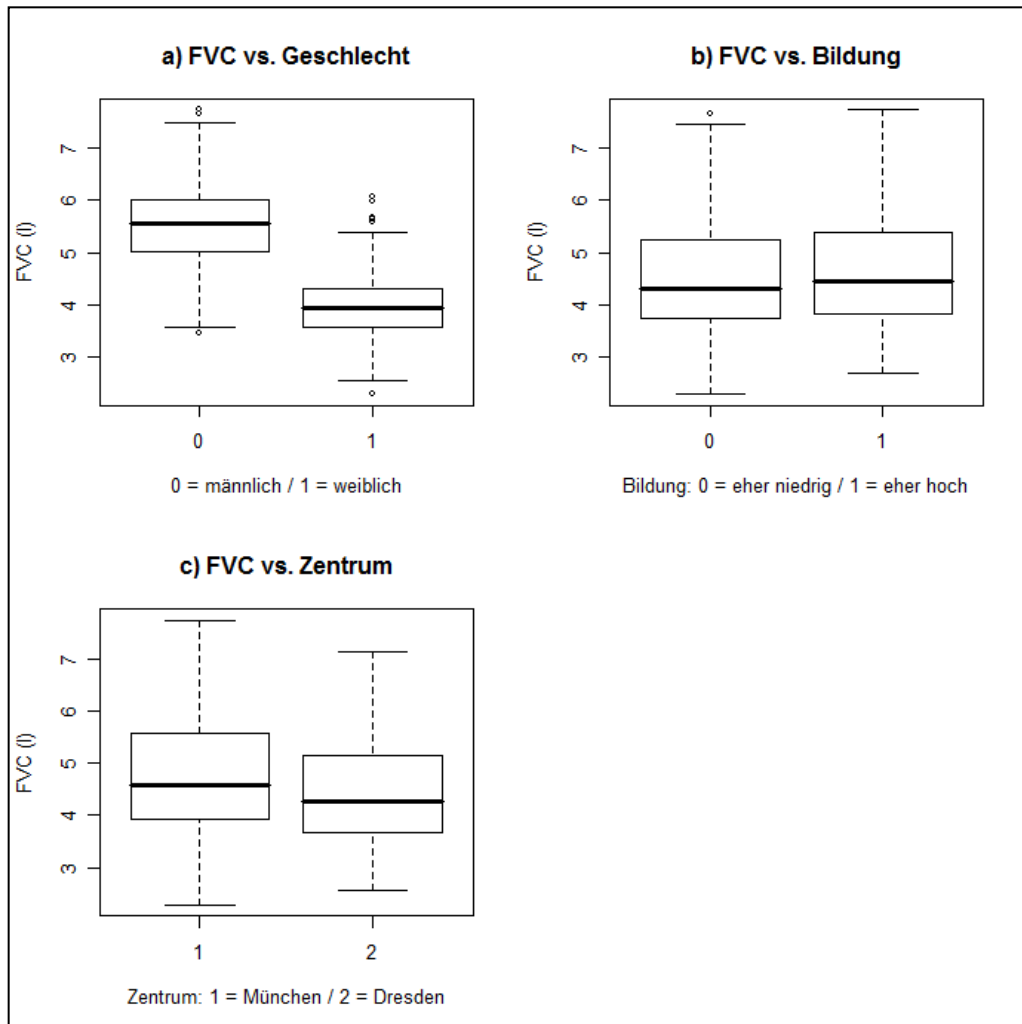 a) FVC vs. Geschlecht
FVC (l)
7
6
5
4
3
0 1
0 = männlich / 1 = weiblich
b) FVC vs. Bildung
FVC (l)
7
6
5
4
3
0 1
Bildung: 0 = eher niedrig / 1 = eher hoch
c) FVC vs. Zentrum
FVC (l)
7
6
5
4
3
1 2
Zentrum: 1 = München / 2 = Dresden